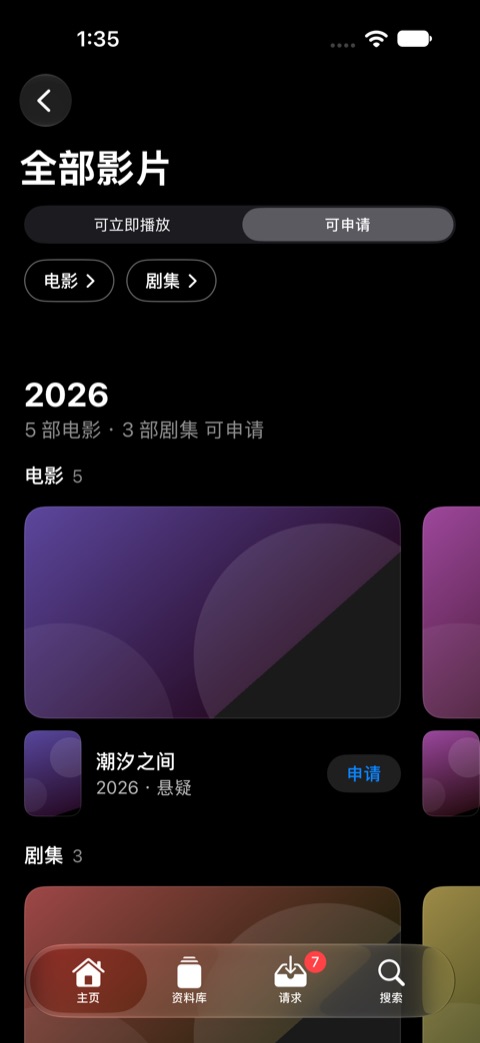 1:35
全部影片
可立即播放
可申请
电影
剧集
2026
5 部电影 · 3 部剧集 可申请
电影 5
潮汐之间
2026 · 悬疑
申请
剧集 3
7
主页
资料库
请求
搜索